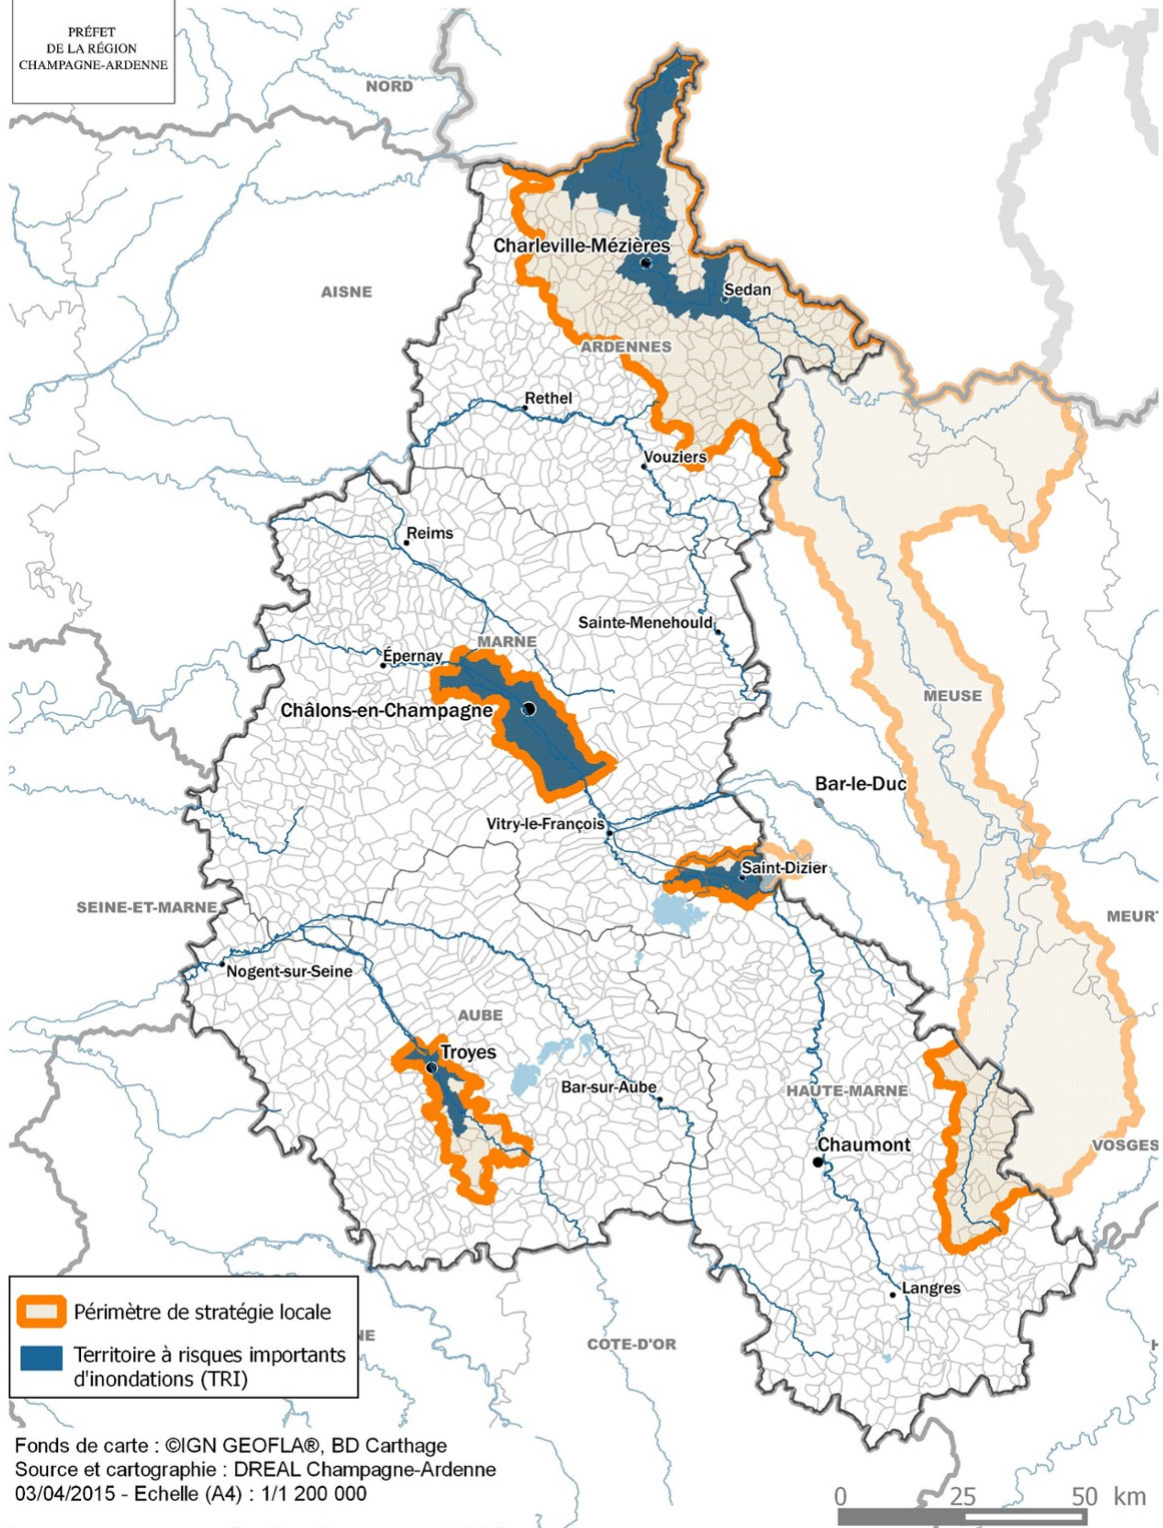 PRÉFET
DE LA RÉGION
CHAMPAGNE-ARDENNE
NORD
Charleville-Mézières
Sedan
AISNE
ARDENNES
Rethel
Vouziers
Reims
Sainte-Menehould
MARNE
Épernay
MEUSE
Châlons-en-Champagne
Bar-le-Duc
Vitry-le-François
Saint-Dizier
SEINE-ET-MARNE
MEUR
Nogent-sur-Seine
AUBE
Troyes
Bar-sur-Aube
HAUTE-MARNE
Chaumont
VOSGES
Langres
Périmètre de stratégie locale
NE
COTE-D'OR
H
Territoire à risques importants
d'inondations (TRI)
Fonds de carte : ©IGN GEOFLA®, BD Carthage
Source et cartographie : DREAL Champagne-Ardenne
03/04/2015 - Echelle (A4) : 1/1 200 000
0 25 50 km